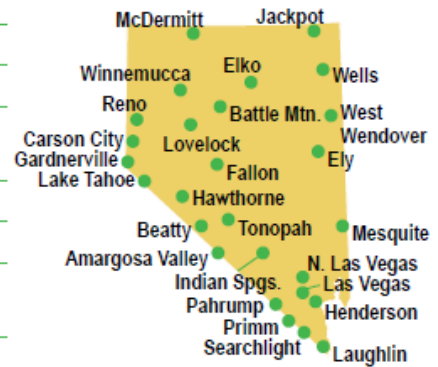 McDermitt
Jackpot
Elko
Winnemucca
Wells
Reno
Battle Mtn.
West
Wendover
Lovelock
Carson City
Gardnerville
Ely
Fallon
Lake Tahoe
Hawthorne
Beatty
Tonopah
Mesquite
Amargosa Valley
N. Las Vegas
Indian Spgs.
Las Vegas
Pahrump
Henderson
Primm
Searchlight
Laughlin